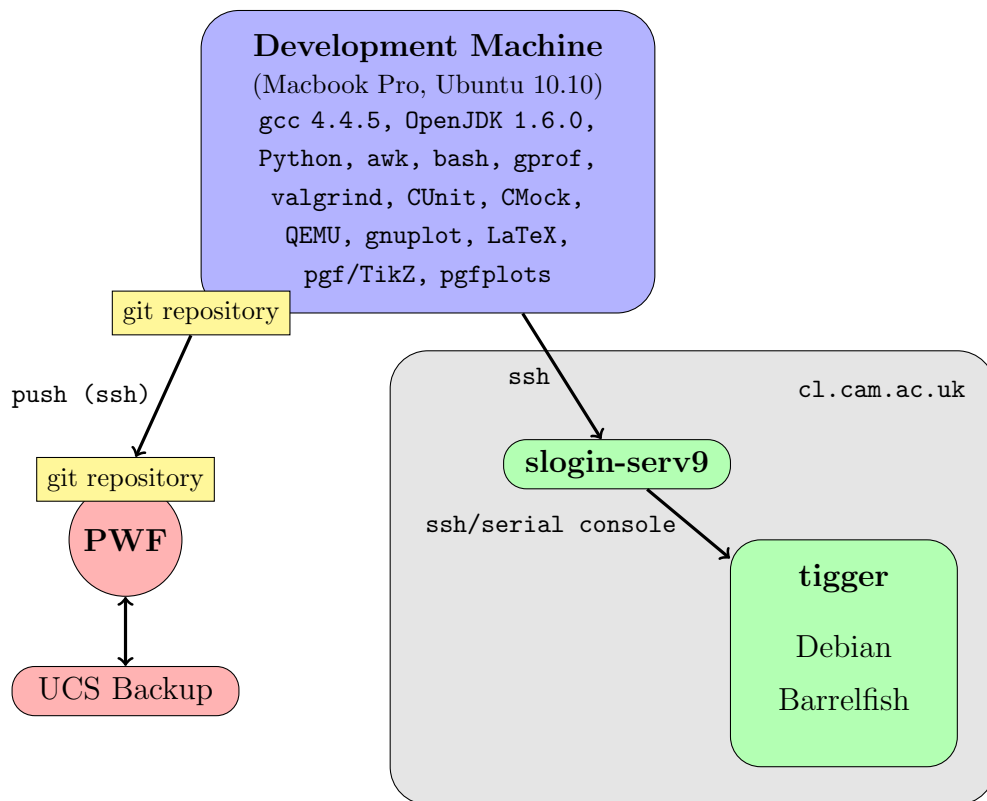 Development Machine
(Macbook Pro, Ubuntu 10.10)
gcc 4.4.5, OpenJDK 1.6.0,
Python, awk, bash, gprof,
valgrind, CUnit, CMock,
QEMU, gnuplot, LaTeX,
pgf/TikZ, pgfplots
git repository
push (ssh)
git repository
PWF
UCS Backup
ssh
cl.cam.ac.uk
slogin-serv9
ssh/serial console
tigger
Debian
Barrelfish